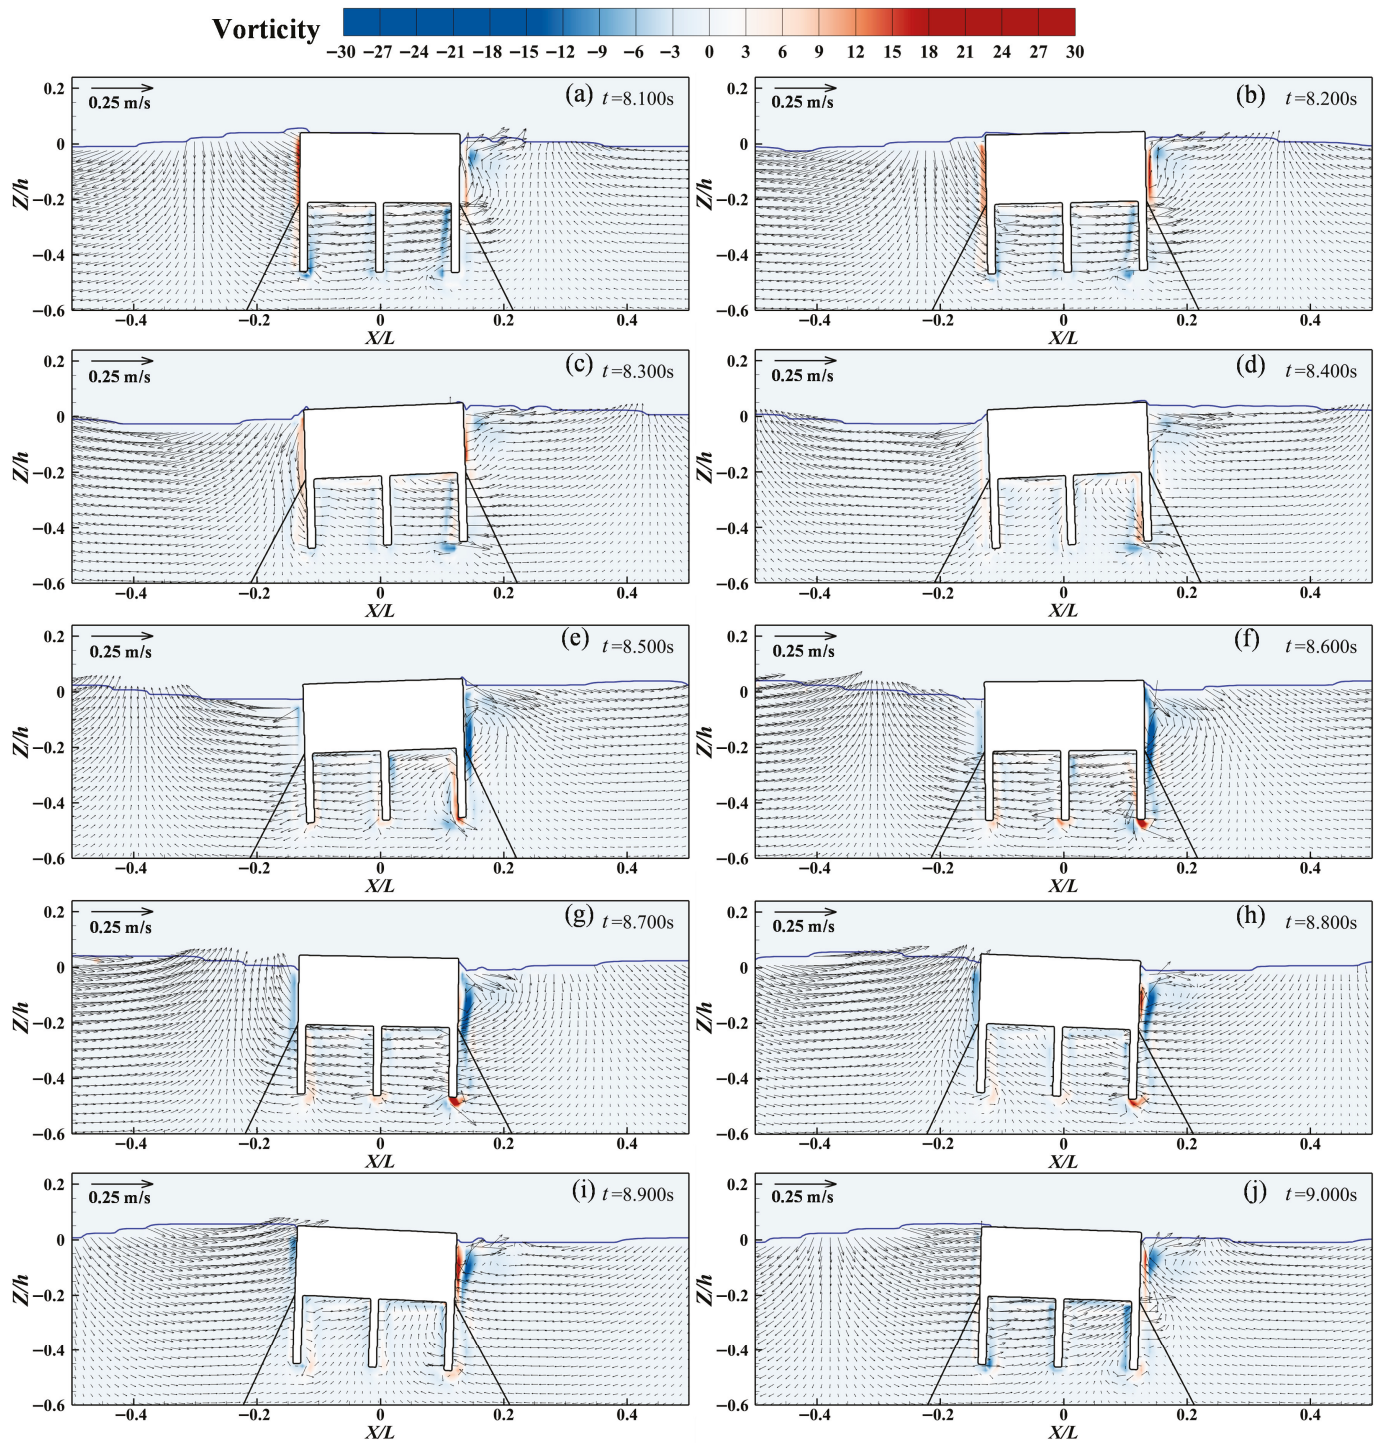 Vorticity
−30 −27 −24 −21 −18 −15 −12 −9 −6 −3 0 3 6 9 12 15 18 21 24 27 30
0.2 0.25 m/s (a) t=8.100s
0
−0.2
−0.4
−0.6
Z/h
−0.4 −0.2 0 0.2 0.4
X/L
0.2 0.25 m/s (b) t=8.200s
0
−0.2
−0.4
−0.6
Z/h
−0.4 −0.2 0 0.2 0.4
X/L
0.2 0.25 m/s (c) t=8.300s
0
−0.2
−0.4
−0.6
Z/h
−0.4 −0.2 0 0.2 0.4
X/L
0.2 0.25 m/s (d) t=8.400s
0
−0.2
−0.4
−0.6
Z/h
−0.4 −0.2 0 0.2 0.4
X/L
0.2 0.25 m/s (e) t=8.500s
0
−0.2
−0.4
−0.6
Z/h
−0.4 −0.2 0 0.2 0.4
X/L
0.2 0.25 m/s (f) t=8.600s
0
−0.2
−0.4
−0.6
Z/h
−0.4 −0.2 0 0.2 0.4
X/L
0.2 0.25 m/s (g) t=8.700s
0
−0.2
−0.4
−0.6
Z/h
−0.4 −0.2 0 0.2 0.4
X/L
0.2 0.25 m/s (h) t=8.800s
0
−0.2
−0.4
−0.6
Z/h
−0.4 −0.2 0 0.2 0.4
X/L
0.2 0.25 m/s (i) t=8.900s
0
−0.2
−0.4
−0.6
Z/h
−0.4 −0.2 0 0.2 0.4
X/L
0.2 0.25 m/s (j) t=9.000s
0
−0.2
−0.4
−0.6
Z/h
−0.4 −0.2 0 0.2 0.4
X/L